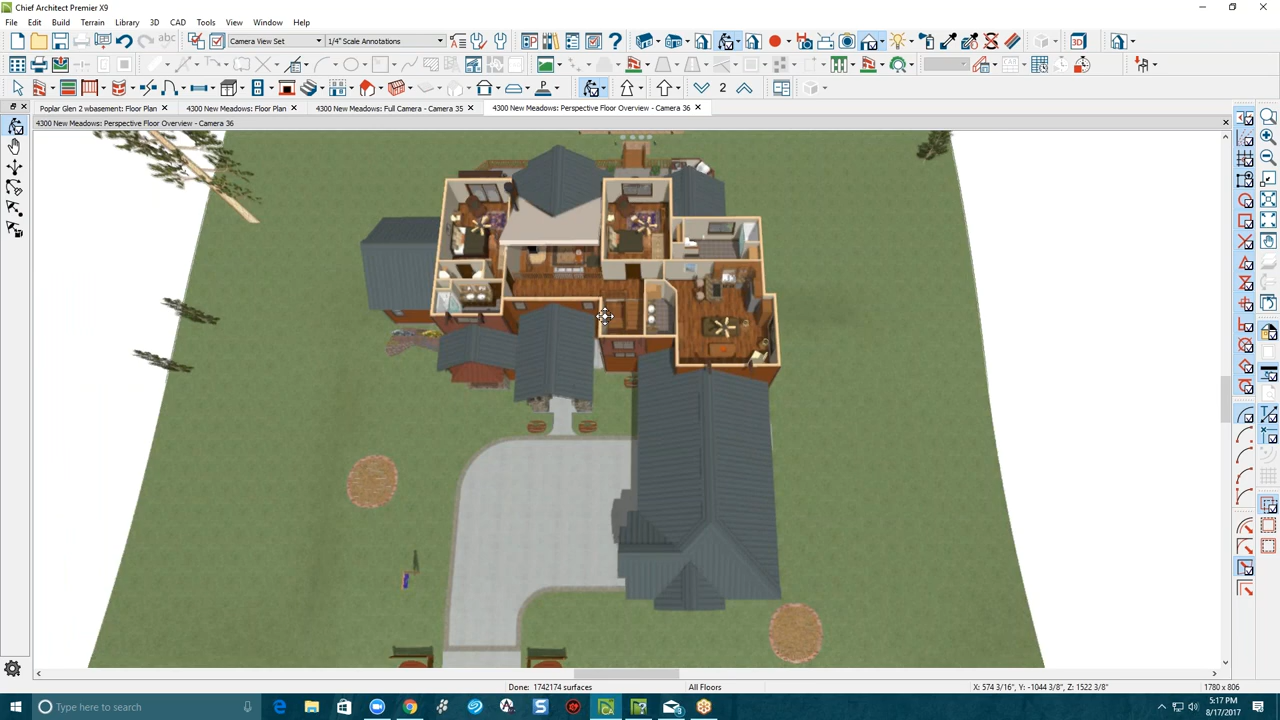 Chief Architect Premier X9
File Edit Build Terrain Library 3D CAD Tools View Window Help
Camera View Set 1/4" Scale Annotations
2
Poplar Glen 2 wbasement: Floor Plan 4300 New Meadows: Floor Plan 4300 New Meadows: Full Camera - Camera 35 4300 New Meadows: Perspective Floor Overview - Camera 36
4300 New Meadows: Perspective Floor Overview - Camera 36
Done: 1742174 surfaces All Floors X: 574 3/16", Y: -1044 3/8", Z: 1522 3/8" 1780 x 806
Type here to search
5:17 PM
8/17/2017